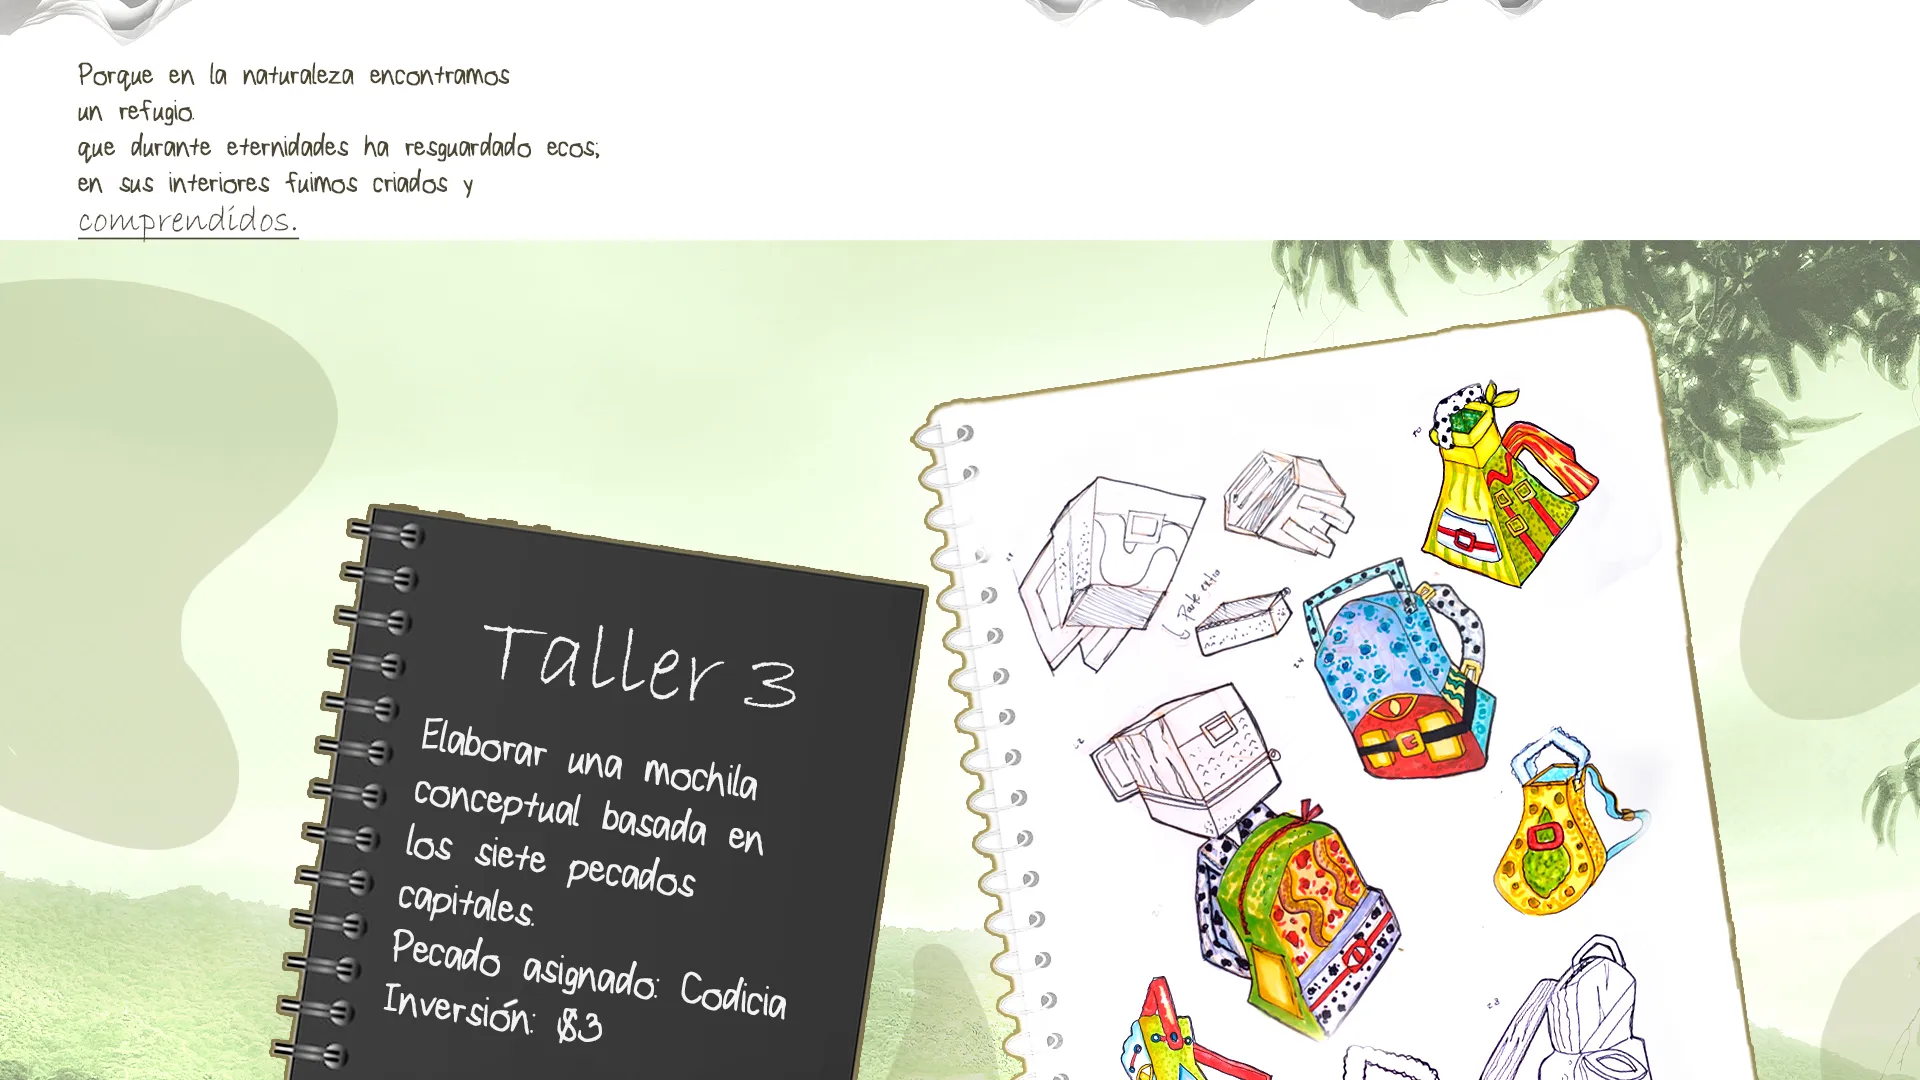 Porque en la naturaleza encontramos
un refugio.
que durante eternidades ha resguardado ecos;
en sus interiores fuimos criados y
comprendidos.
Taller 3
Elaborar una mochila
conceptual basada en
los siete pecados
capitales.
Pecado asignado: Codicia
Inversión: $3
Parte